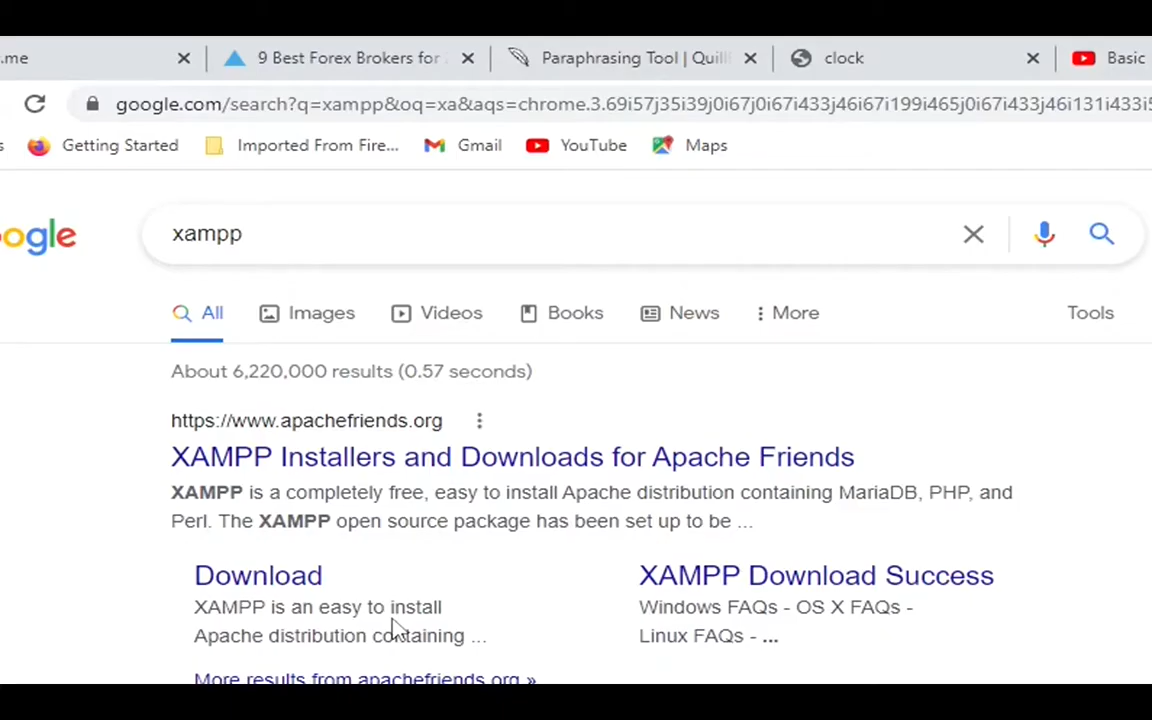 .me
9 Best Forex Brokers for
Paraphrasing Tool | Quill
clock
Basic
google.com/search?q=xampp&oq=xa&aqs=chrome.3.69i57j35i39j0i67j0i67i433j46i67i199i465j0i67i433j46i131i433i5
s
Getting Started
Imported From Fire...
Gmail
YouTube
Maps
ogle
xampp
All
Images
Videos
Books
News
More
Tools
About 6,220,000 results (0.57 seconds)
https://www.apachefriends.org
XAMPP Installers and Downloads for Apache Friends
XAMPP is a completely free, easy to install Apache distribution containing MariaDB, PHP, and
Perl. The XAMPP open source package has been set up to be ...
Download
XAMPP is an easy to install
Apache distribution containing ...
XAMPP Download Success
Windows FAQs - OS X FAQs -
Linux FAQs - ...
More results from apachefriends.org »